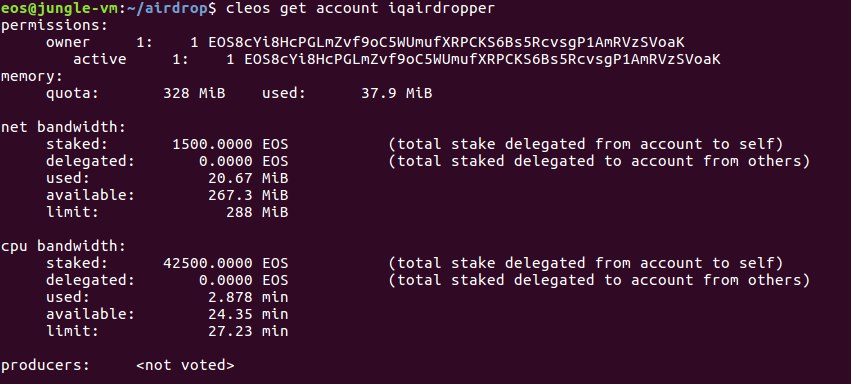 eos@jungle-vm:~/airdrop$ cleos get account iqairdropper
permissions:
owner 1: 1 EOS8cYi8HcPGLmZvf9oC5WUmufXRPCKS6Bs5RcvsgP1AmRVzSVoaK
active 1: 1 EOS8cYi8HcPGLmZvf9oC5WUmufXRPCKS6Bs5RcvsgP1AmRVzSVoaK
memory:
quota: 328 MiB used: 37.9 MiB
net bandwidth:
staked: 1500.0000 EOS (total stake delegated from account to self)
delegated: 0.0000 EOS (total staked delegated to account from others)
used: 20.67 MiB
available: 267.3 MiB
limit: 288 MiB
cpu bandwidth:
staked: 42500.0000 EOS (total stake delegated from account to self)
delegated: 0.0000 EOS (total staked delegated to account from others)
used: 2.878 min
available: 24.35 min
limit: 27.23 min
producers: <not voted>